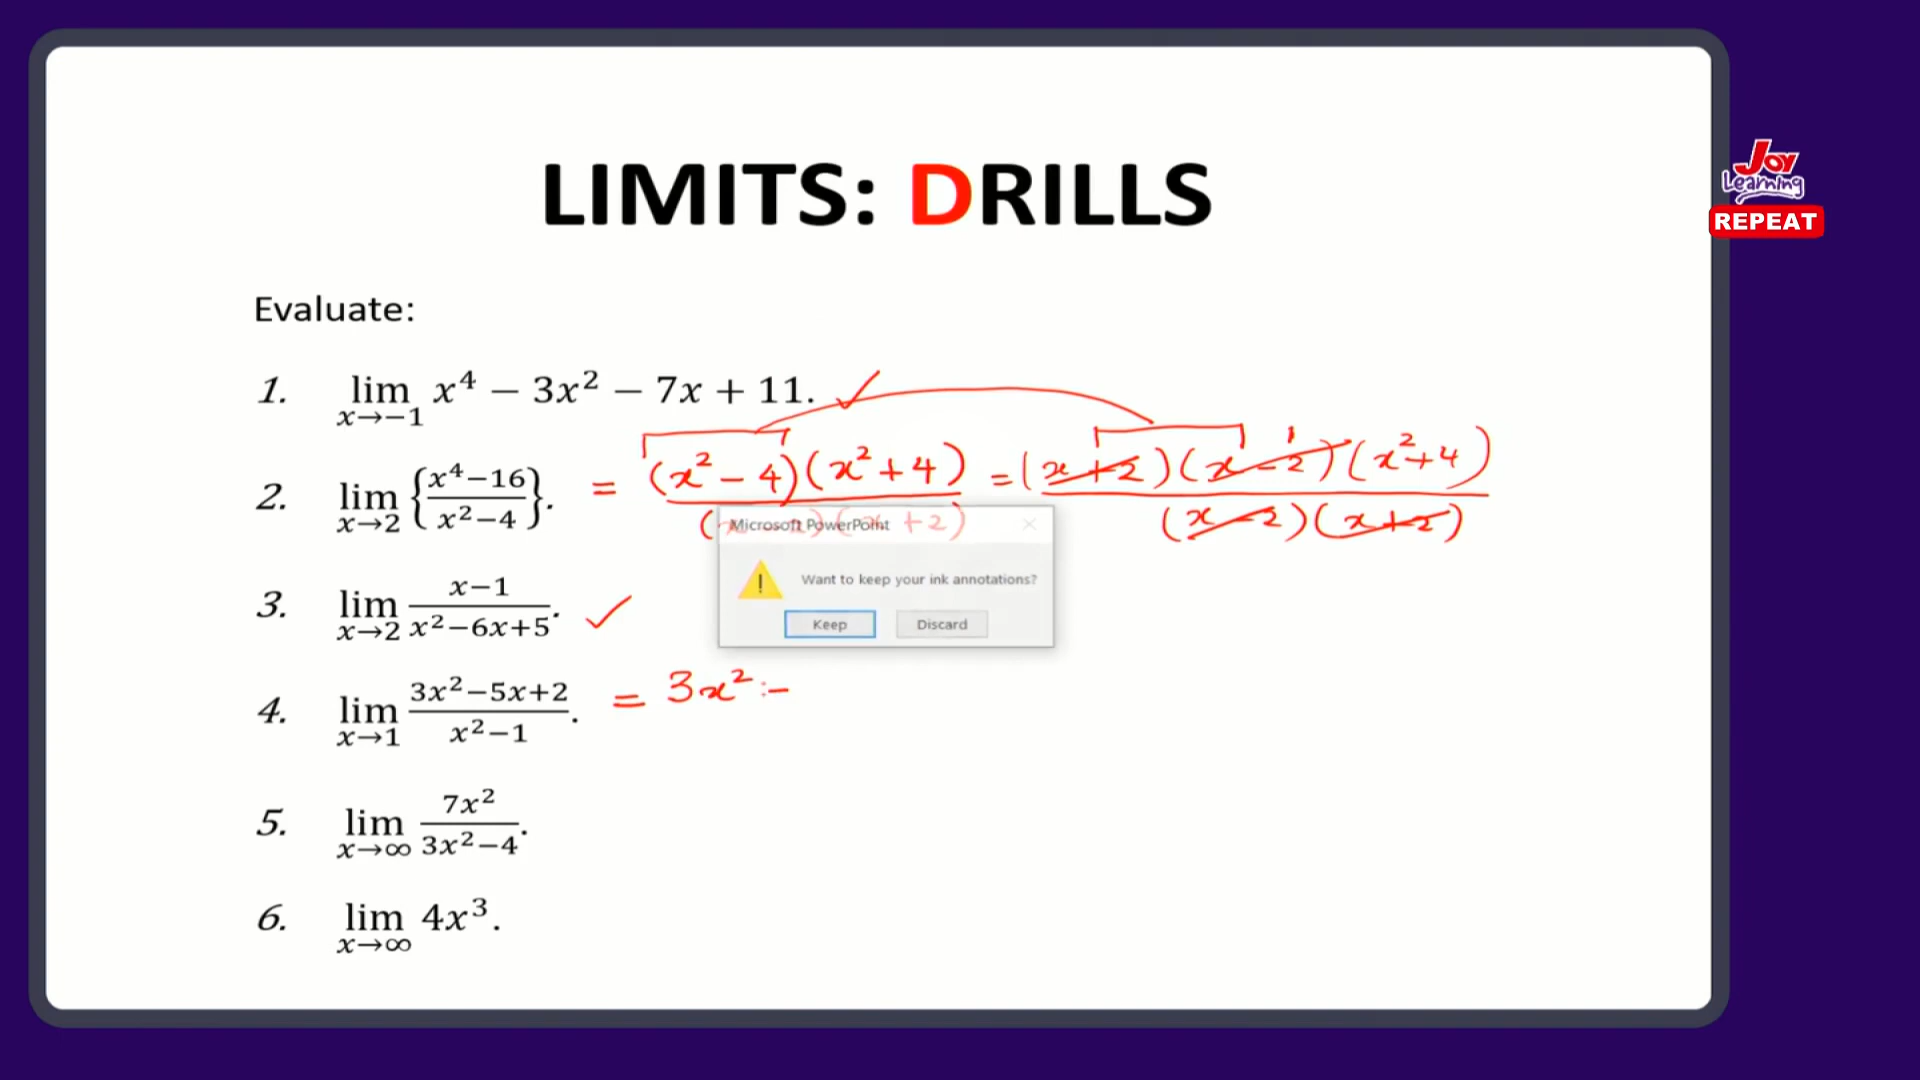 LIMITS: DRILLS
Joy
Learning
REPEAT
Evaluate:
1. lim x→−1 x⁴ − 3x² − 7x + 11. ✓
2. lim x→2 {x⁴−16 / x²−4}. = (x² − 4)(x² + 4) / ( )( x + 2) = (x+2)(x−2)(x²+4) / (x−2)(x+2)
1
Microsoft PowerPoint
Want to keep your ink annotations?
Keep Discard
3. lim x→2 x−1 / x²−6x+5. ✓
4. lim x→1 3x²−5x+2 / x²−1. = 3x² −
5. lim x→∞ 7x² / 3x²−4.
6. lim x→∞ 4x³.